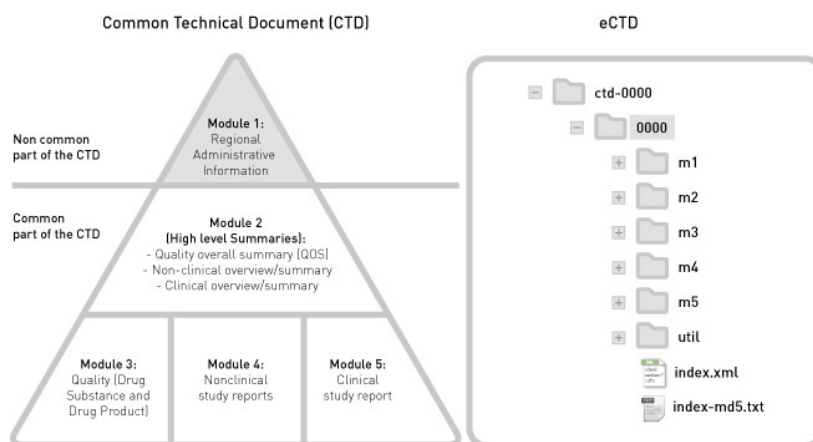 Common Technical Document (CTD)
eCTD
Non common
part of the CTD
Module 1:
Regional
Administrative
Information
Common
part of the CTD
Module 2
(High level Summaries):
- Quality overall summary (QOS)
- Non-clinical overview/summary
- Clinical overview/summary
Module 3:
Quality (Drug
Substance and
Drug Product)
Module 4:
Nonclinical
study reports
Module 5:
Clinical
study report
ctd-0000
0000
m1
m2
m3
m4
m5
util
index.xml
index-md5.txt